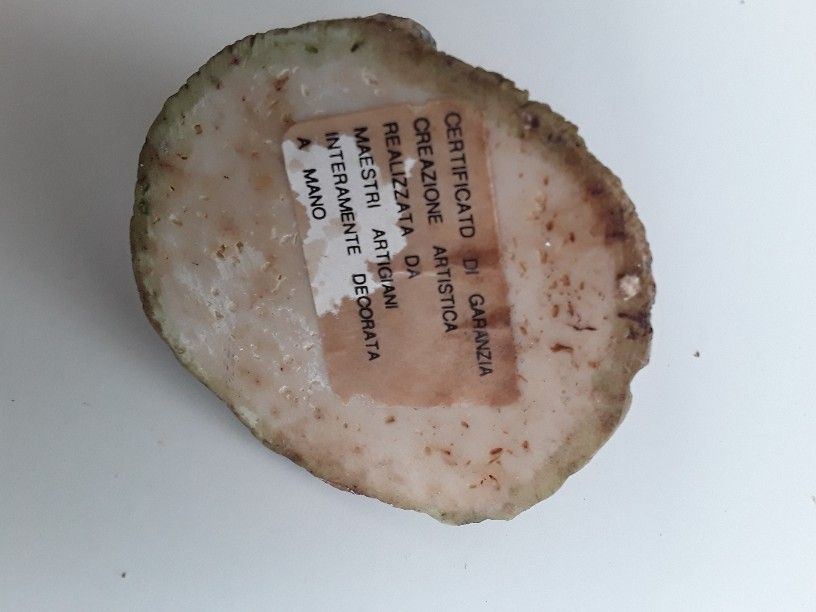 CERTIFICATO DI GARANZIA
CREAZIONE ARTISTICA
REALIZZATA DA
MAESTRI ARTIGIANI
INTERAMENTE DECORATA
A MANO